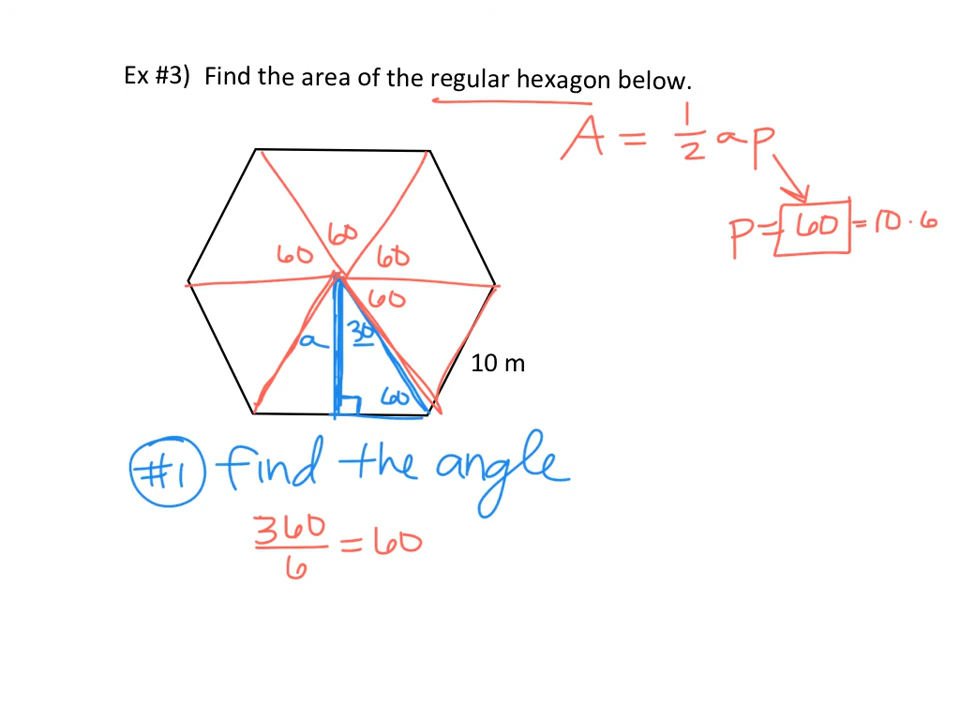 Ex #3) Find the area of the regular hexagon below.
A = 1/2 ap
P = 60 = 10 · 6
60
60
60
60
a
30
60
10 m
#1 find the angle
360/6 = 60